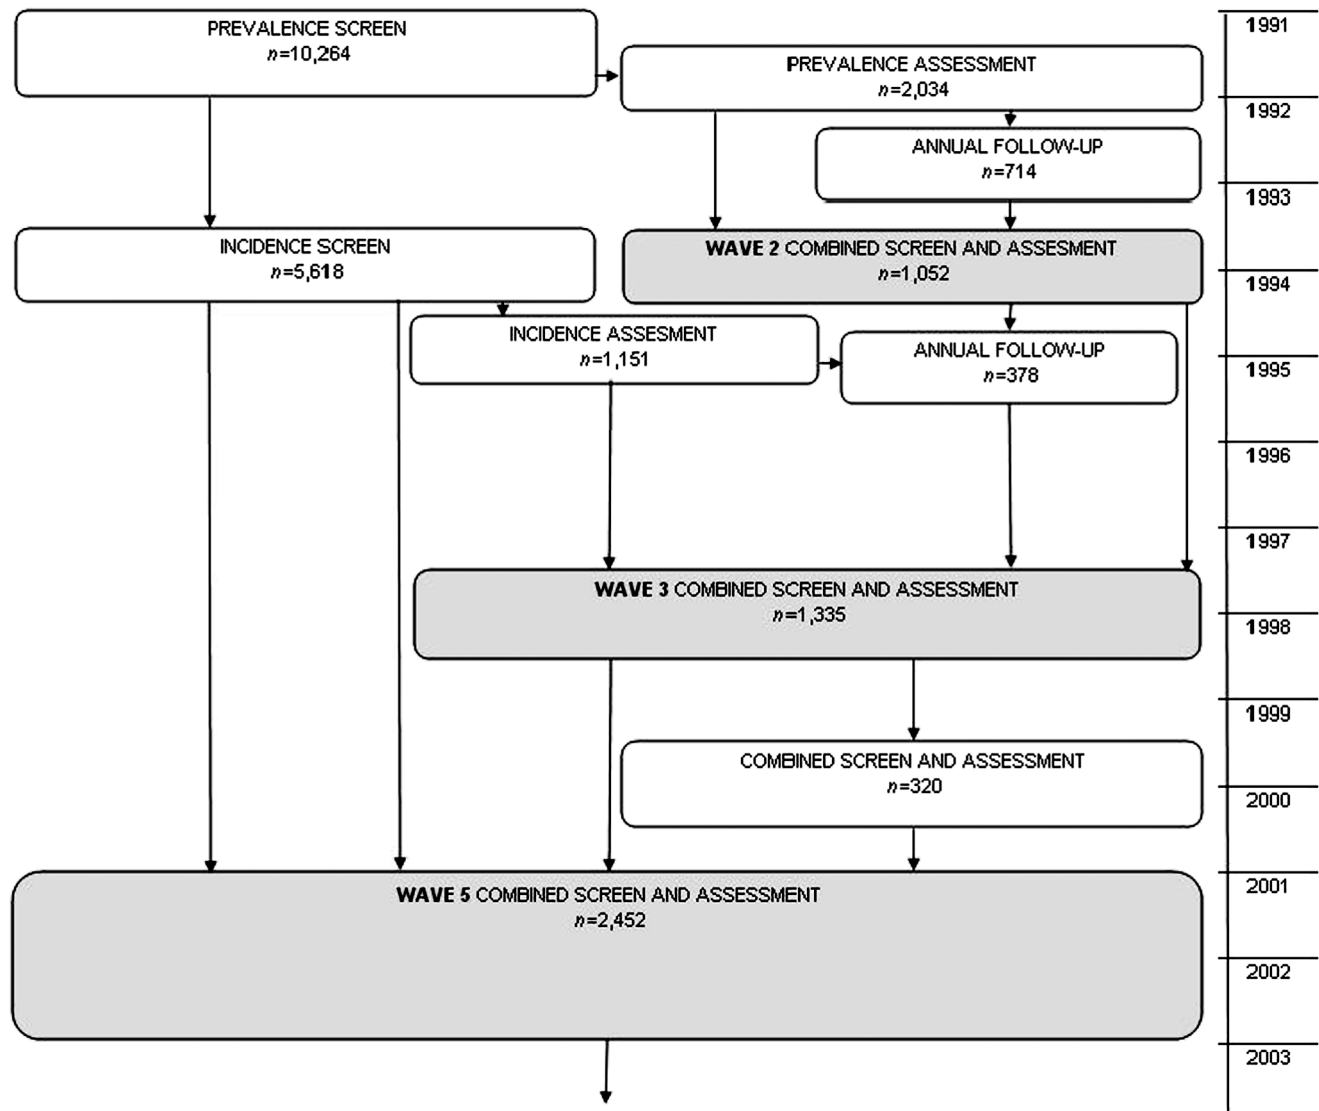 PREVALENCE SCREEN
n=10,264
PREVALENCE ASSESSMENT
n=2,034
ANNUAL FOLLOW-UP
n=714
INCIDENCE SCREEN
n=5,618
WAVE 2 COMBINED SCREEN AND ASSESMENT
n=1,052
INCIDENCE ASSESMENT
n=1,151
ANNUAL FOLLOW-UP
n=378
WAVE 3 COMBINED SCREEN AND ASSESSMENT
n=1,335
COMBINED SCREEN AND ASSESSMENT
n=320
WAVE 5 COMBINED SCREEN AND ASSESSMENT
n=2,452
1991
1992
1993
1994
1995
1996
1997
1998
1999
2000
2001
2002
2003